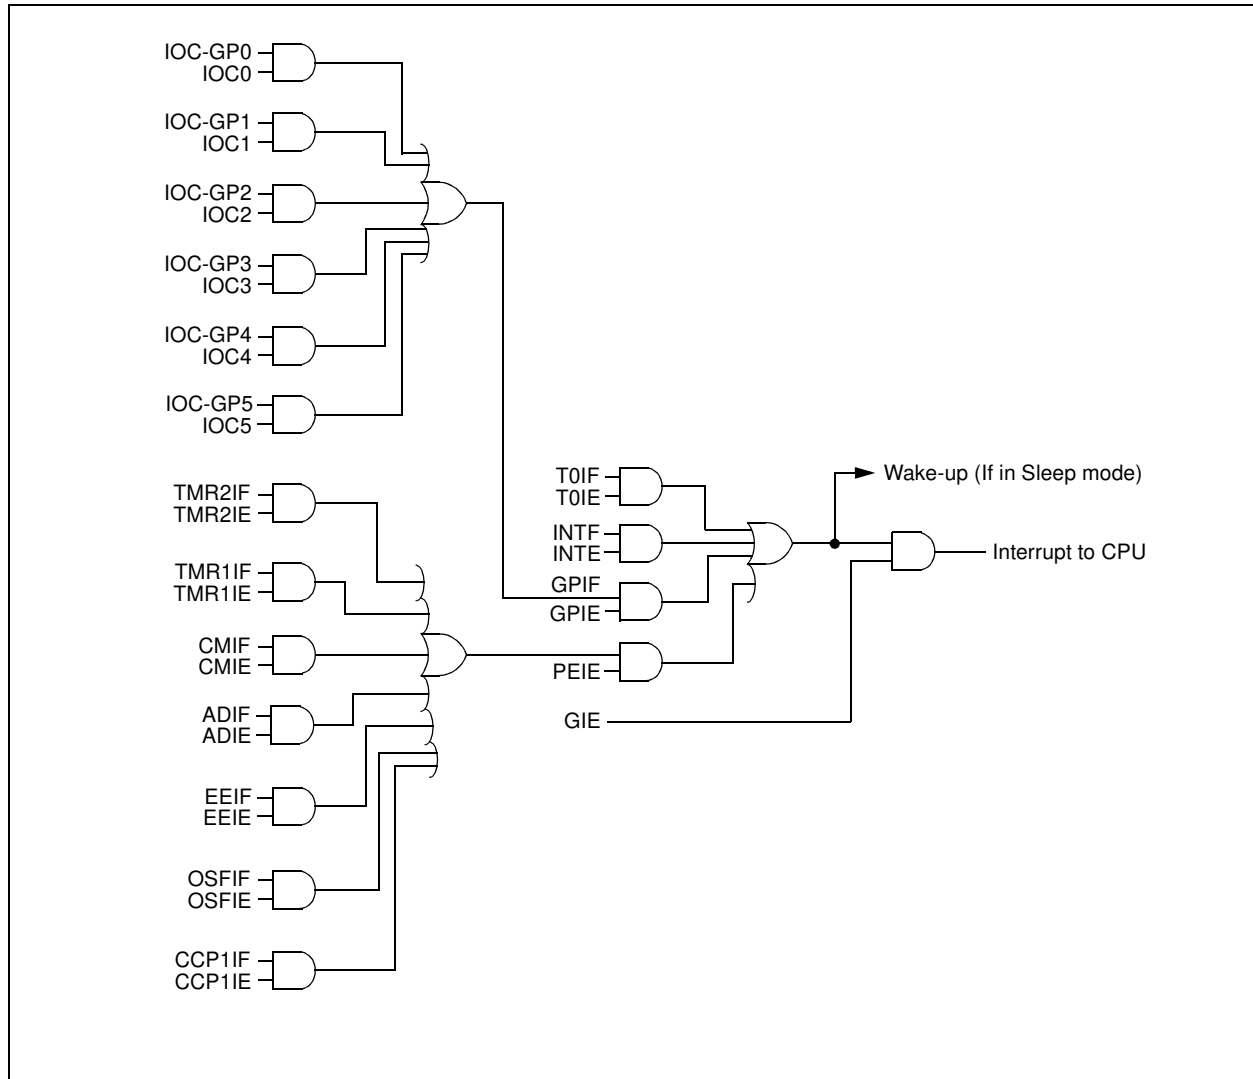 IOC-GP0
IOC0
IOC-GP1
IOC1
IOC-GP2
IOC2
IOC-GP3
IOC3
IOC-GP4
IOC4
IOC-GP5
IOC5
TMR2IF
TMR2IE
TMR1IF
TMR1IE
CMIF
CMIE
ADIF
ADIE
EEIF
EEIE
OSFIF
OSFIE
CCP1IF
CCP1IE
T0IF
T0IE
INTF
INTE
GPIF
GPIE
PEIE
GIE
Wake-up (If in Sleep mode)
Interrupt to CPU